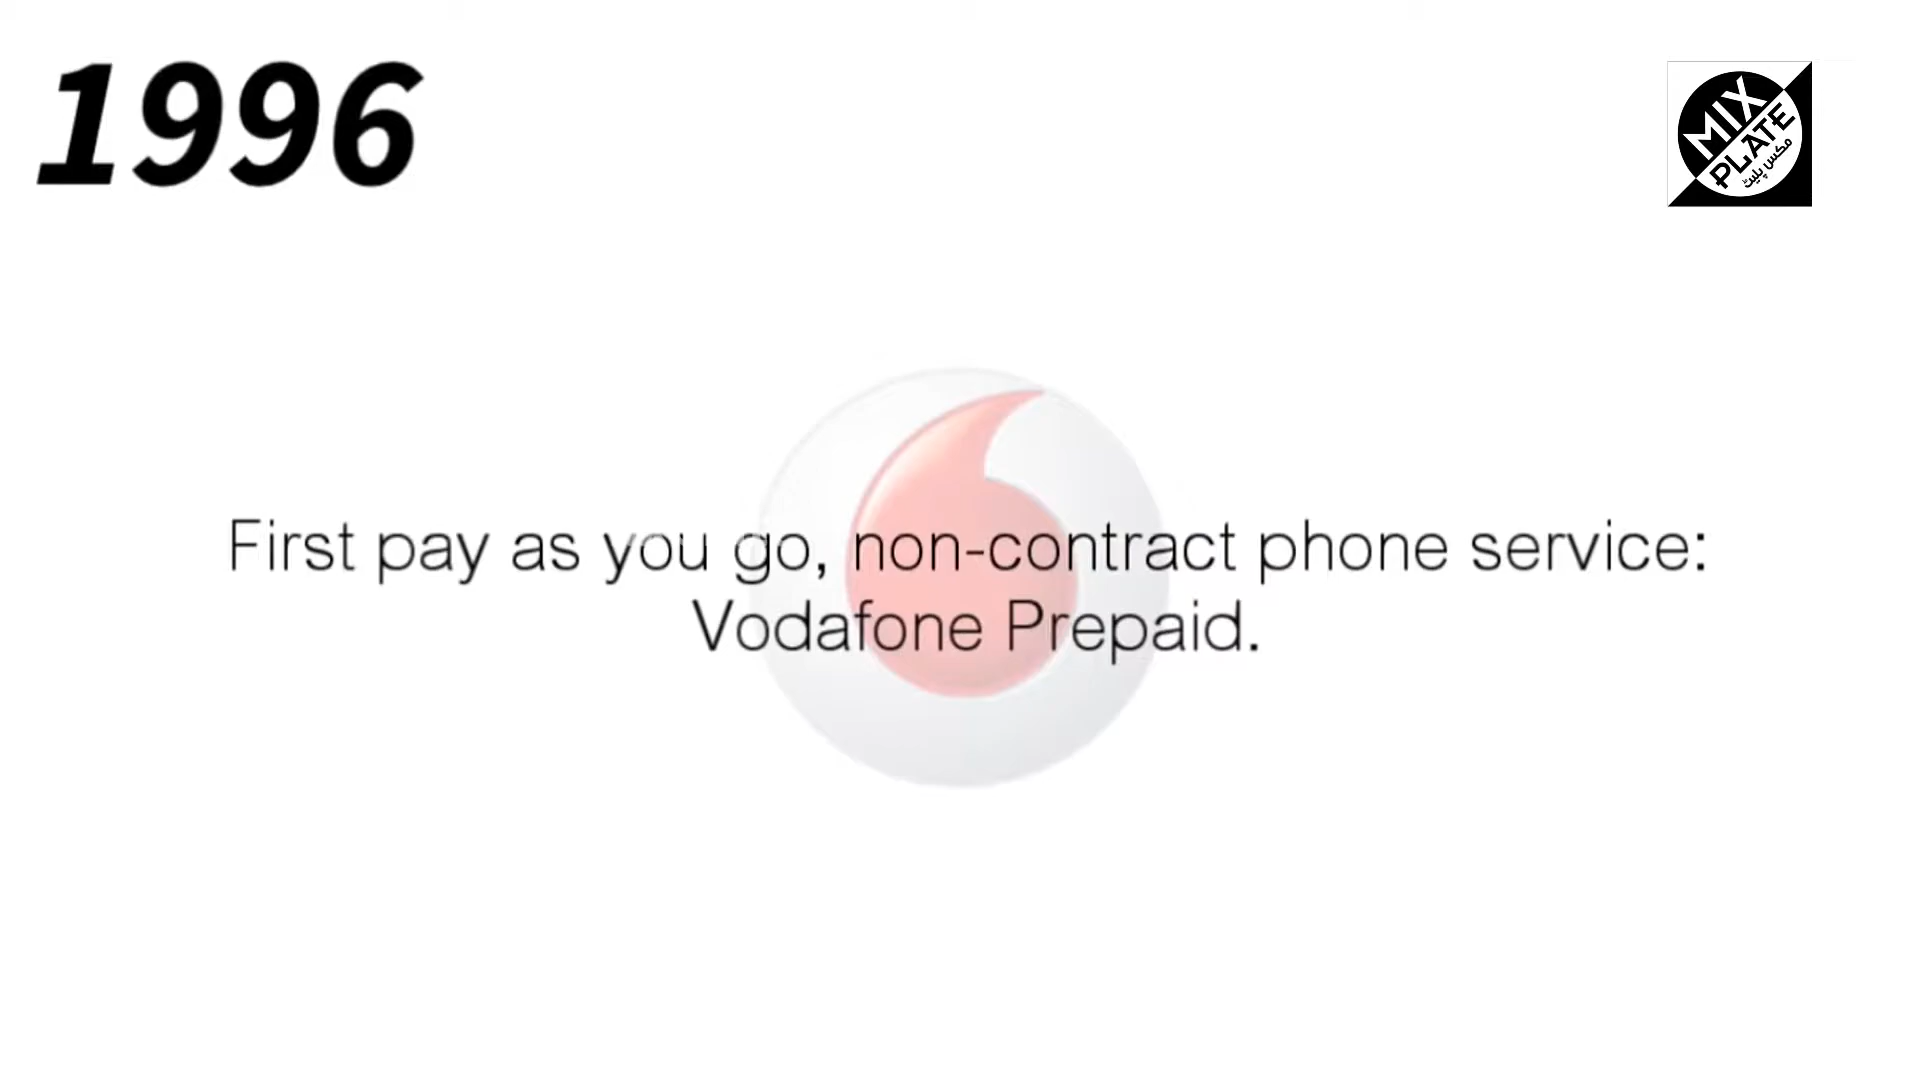 1996
MIX
PLATE
مکس پلیٹ
First pay as you go, non-contract phone service:
Vodafone Prepaid.